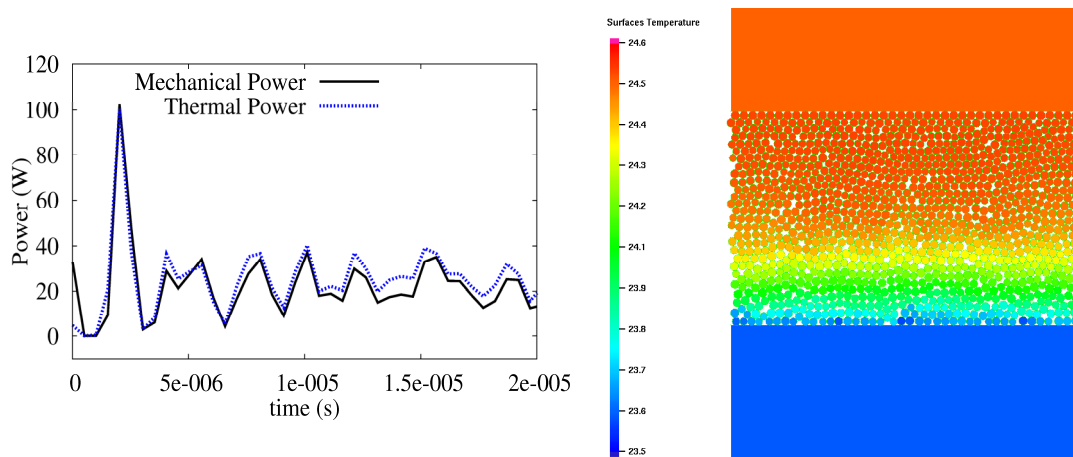 120
100
80
60
40
20
0
Power (W)
Mechanical Power
Thermal Power
0
5e-006
1e-005
1.5e-005
2e-005
time (s)
Surfaces Temperature
24.6
24.5
24.4
24.3
24.2
24.1
23.9
23.8
23.7
23.6
23.5